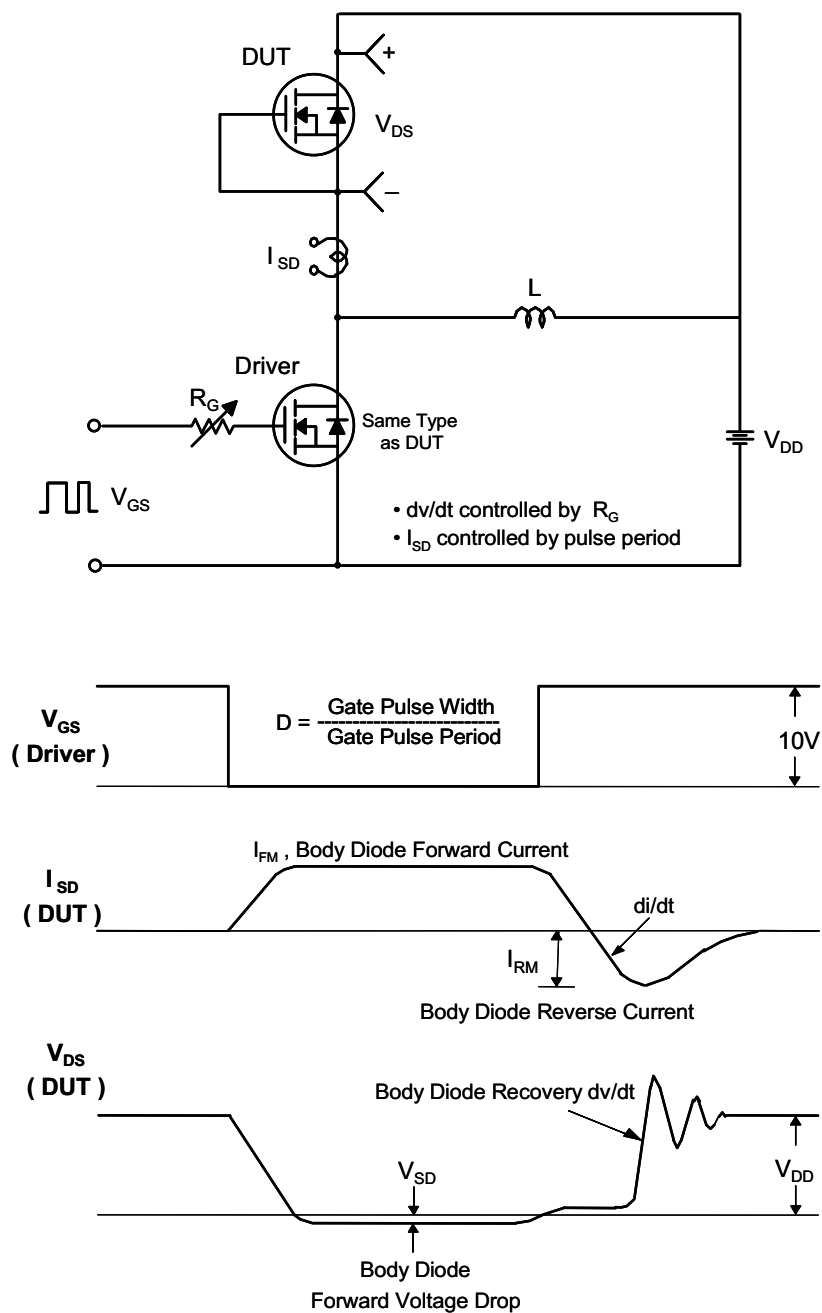 DUT
+
V_DS
–
I_SD
L
Driver
R_G
Same Type
as DUT
V_DD
V_GS
• dv/dt controlled by R_G
• I_SD controlled by pulse period
V_GS
( Driver )
D = Gate Pulse Width
Gate Pulse Period
10V
I_FM , Body Diode Forward Current
I_SD
( DUT )
di/dt
I_RM
Body Diode Reverse Current
V_DS
( DUT )
Body Diode Recovery dv/dt
V_SD
V_DD
Body Diode
Forward Voltage Drop